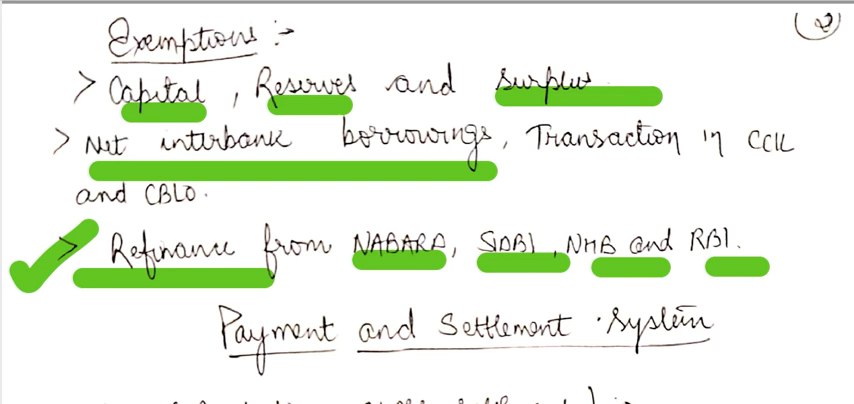 (2)
Exemptions :-
> Capital, Reserves and Surplus.
> Net interbank borrowings, Transaction in CCIL
and CBLO.
> Refinance from NABARD, SIDBI, NHB and RBI.
Payment and Settlement System